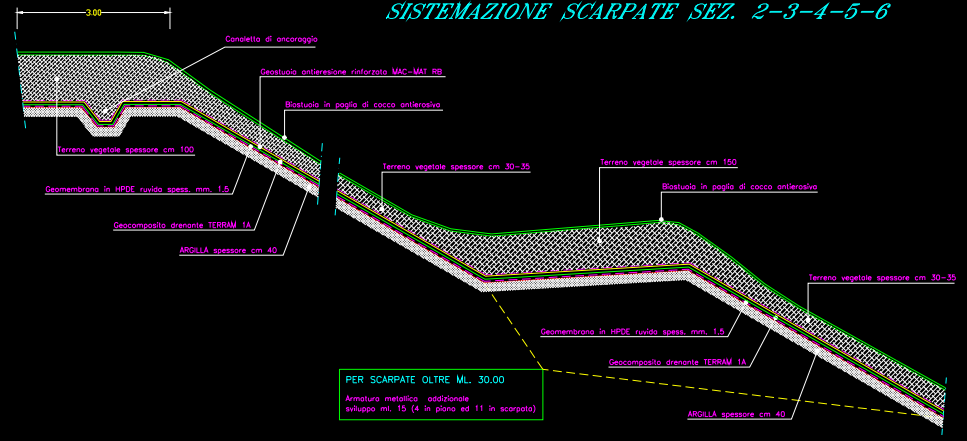 SISTEMAZIONE SCARPATE SEZ. 2-3-4-5-6
3.00
Canaletta di ancoraggio
Geostuoia antierosione rinforzata MAC-MAT RB
Biostuoia in paglia di cocco antierosiva
Terreno vegetale spessore cm 100
Geomembrana in HPDE ruvida spess. mm. 1,5
Geocomposito drenante TERRAM 1A
ARGILLA spessore cm 40
Terreno vegetale spessore cm 30-35
Terreno vegetale spessore cm 150
Biostuoia in paglia di cocco antierosiva
Terreno vegetale spessore cm 30-35
Geomembrana in HPDE ruvida spess. mm. 1,5
Geocomposito drenante TERRAM 1A
ARGILLA spessore cm 40
PER SCARPATE OLTRE ML. 30.00
Armatura metallica addizionale
sviluppo ml. 15 (4 in piano ed 11 in scarpata)